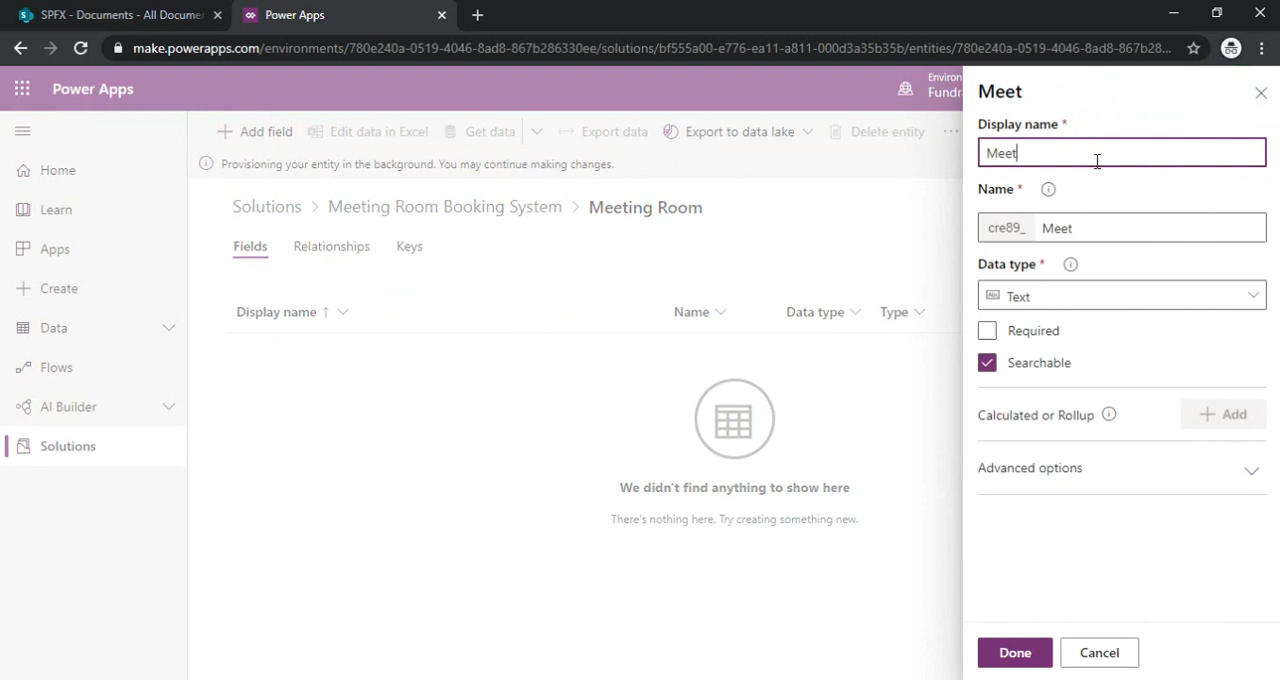 SPFX - Documents - All Docume
Power Apps
make.powerapps.com/environments/780e240a-0519-4046-8ad8-867b286330ee/solutions/bf555a00-e776-ea11-a811-000d3a35b35b/entities/780e240a-0519-4046-8ad8-867b28...
Power Apps
Environ
Fundra
Home
Learn
Apps
Create
Data
Flows
AI Builder
Solutions
Add field Edit data in Excel Get data Export data Export to data lake Delete entity ...
Provisioning your entity in the background. You may continue making changes.
Solutions > Meeting Room Booking System > Meeting Room
Fields Relationships Keys
Display name ↑ Name Data type Type
We didn't find anything to show here
There's nothing here. Try creating something new.
Meet
Display name *
Meet
Name *
cre89_ Meet
Data type *
Abc Text
Required
Searchable
Calculated or Rollup + Add
Advanced options
Done Cancel